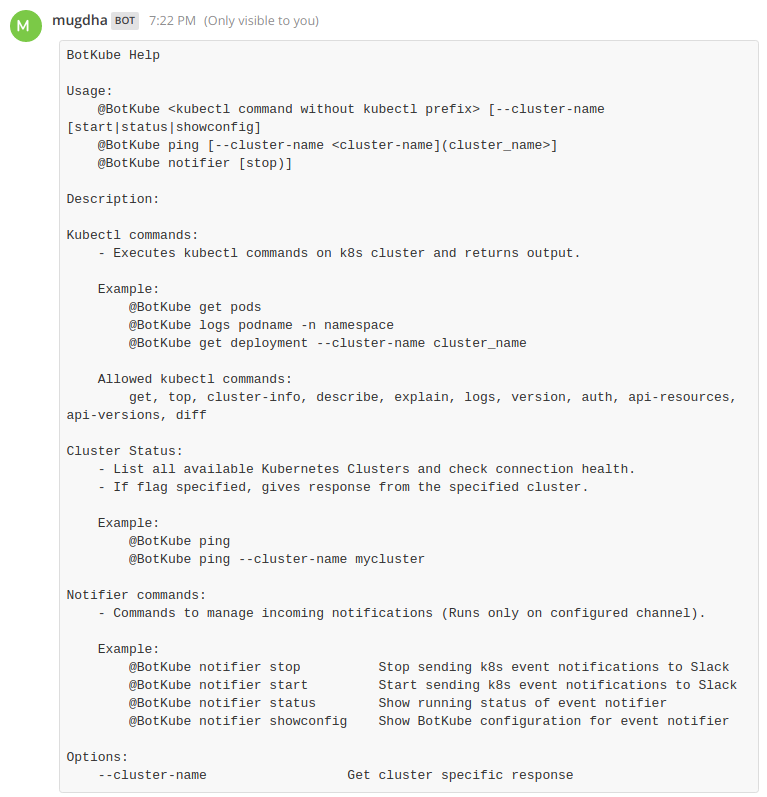 M
mugdha BOT 7:22 PM (Only visible to you)
BotKube Help
Usage:
@BotKube <kubectl command without kubectl prefix> [--cluster-name
[start|status|showconfig]
@BotKube ping [--cluster-name <cluster-name](cluster_name>]
@BotKube notifier [stop)]
Description:
Kubectl commands:
- Executes kubectl commands on k8s cluster and returns output.
Example:
@BotKube get pods
@BotKube logs podname -n namespace
@BotKube get deployment --cluster-name cluster_name
Allowed kubectl commands:
get, top, cluster-info, describe, explain, logs, version, auth, api-resources,
api-versions, diff
Cluster Status:
- List all available Kubernetes Clusters and check connection health.
- If flag specified, gives response from the specified cluster.
Example:
@BotKube ping
@BotKube ping --cluster-name mycluster
Notifier commands:
- Commands to manage incoming notifications (Runs only on configured channel).
Example:
@BotKube notifier stop Stop sending k8s event notifications to Slack
@BotKube notifier start Start sending k8s event notifications to Slack
@BotKube notifier status Show running status of event notifier
@BotKube notifier showconfig Show BotKube configuration for event notifier
Options:
--cluster-name Get cluster specific response